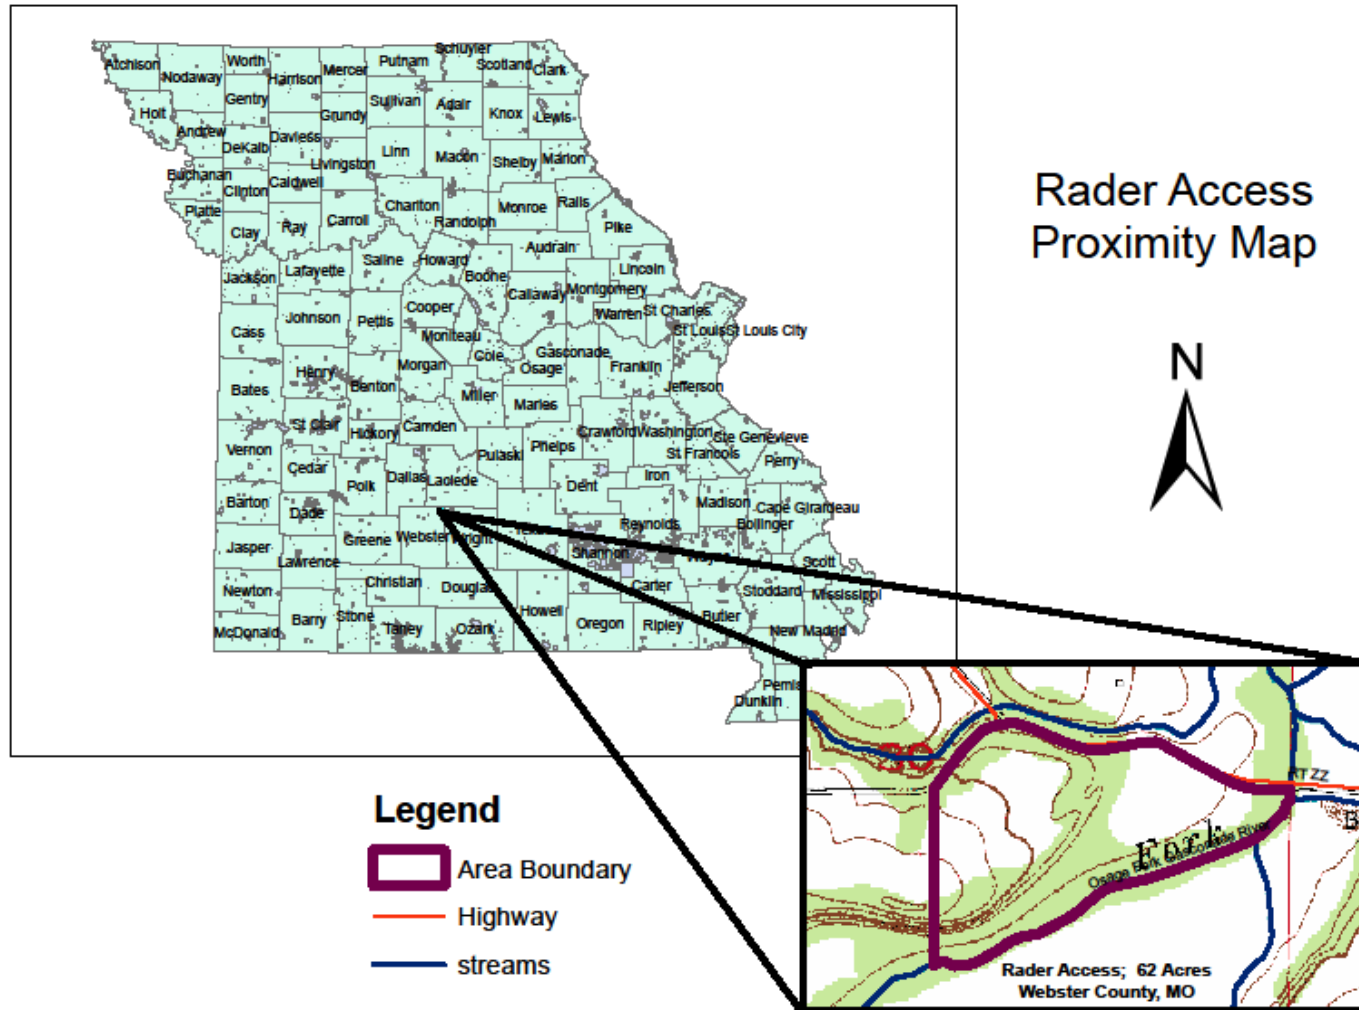 Rader Access
Proximity Map
N
Schuyler
Atchison
Worth
Putnam
Scotland
Clark
Nodaway
Mercer
Harrison
Gentry
Sullivan
Adair
Holt
Grundy
Knox
Lewis
Andrew
DeKalb
Daviess
Linn
Macon
Shelby
Marion
Livingston
Buchanan
Clinton
Caldwell
Chariton
Monroe
Ralls
Platte
Clay
Ray
Carroll
Randolph
Pike
Audrain
Saline
Howard
Jackson
Lafayette
Boone
Lincoln
Callaway
Montgomery
Cooper
Warren
St Charles
Cass
Johnson
Pettis
Moniteau
St Louis
St Louis City
Cole
Gasconade
Osage
Morgan
Franklin
Henry
Bates
Benton
Miller
Jefferson
Maries
St Clair
Hickory
Camden
Crawford
Washington
Ste Genevieve
Vernon
Pulaski
Phelps
St Francois
Perry
Cedar
Dallas
Laclede
Iron
Polk
Dent
Barton
Dade
Madison
Cape Girardeau
Reynolds
Bollinger
Greene
Webster
Wright
Jasper
Lawrence
Shannon
Scott
Christian
Carter
Newton
Douglas
Stoddard
Mississippi
Barry
Stone
Howell
Butler
McDonald
Taney
Ozark
Oregon
Ripley
New Madrid
Dunklin
Legend
Area Boundary
Highway
streams
30
RT ZZ
B
Fork
Osage Fork Gasconade River
Rader Access; 62 Acres
Webster County, MO